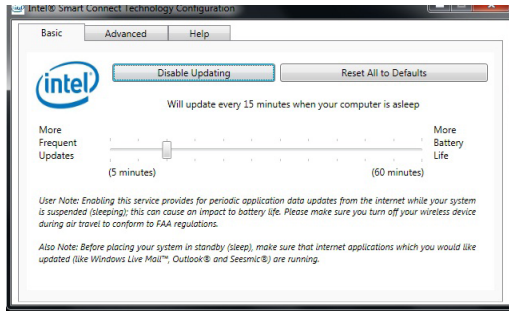 Intel® Smart Connect Technology Configuration
Basic Advanced Help
intel
Disable Updating Reset All to Defaults
Will update every 15 minutes when your computer is asleep
More
Frequent
Updates
More
Battery
Life
(5 minutes) (60 minutes)
User Note: Enabling this service provides for periodic application data updates from the internet while your system
is suspended (sleeping); this can cause an impact to battery life. Please make sure you turn off your wireless device
during air travel to conform to FAA regulations.
Also Note: Before placing your system in standby (sleep), make sure that internet applications which you would like
updated (like Windows Live Mail™, Outlook® and Seesmic®) are running.